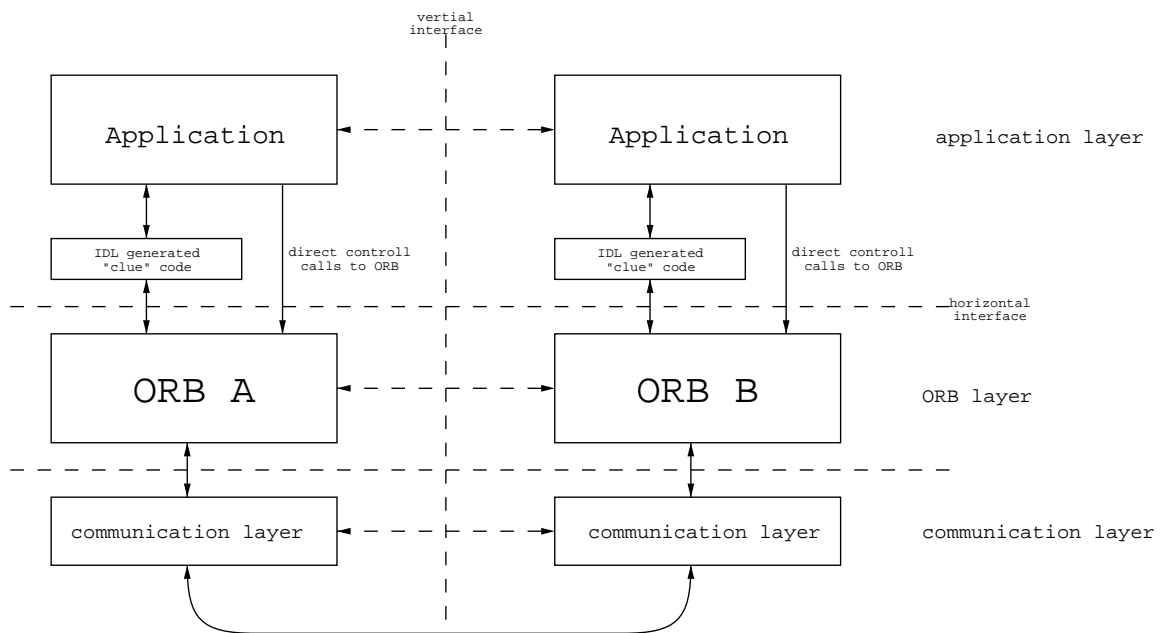 vertial
interface
Application
Application
application layer
IDL generated
"clue" code
direct controll
calls to ORB
IDL generated
"clue" code
direct controll
calls to ORB
horizontal
interface
ORB A
ORB B
ORB layer
communication layer
communication layer
communication layer